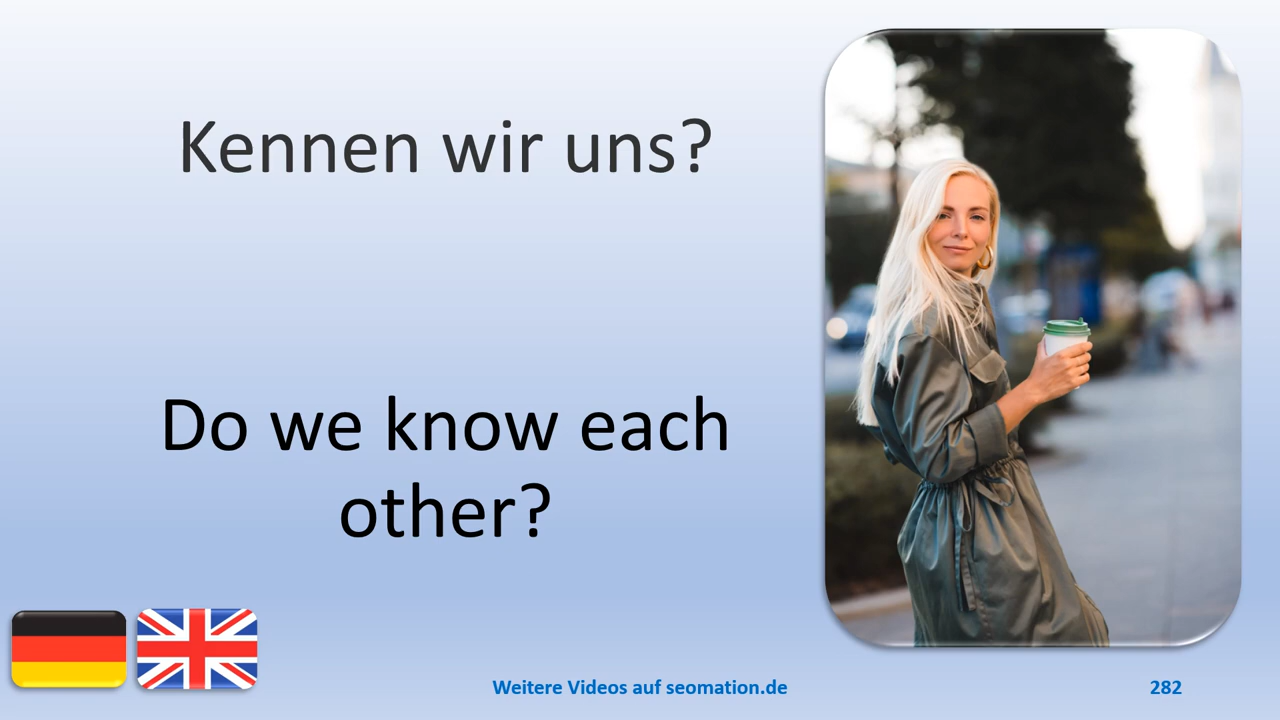 Kennen wir uns?
Do we know each
other?
Weitere Videos auf seomation.de
282